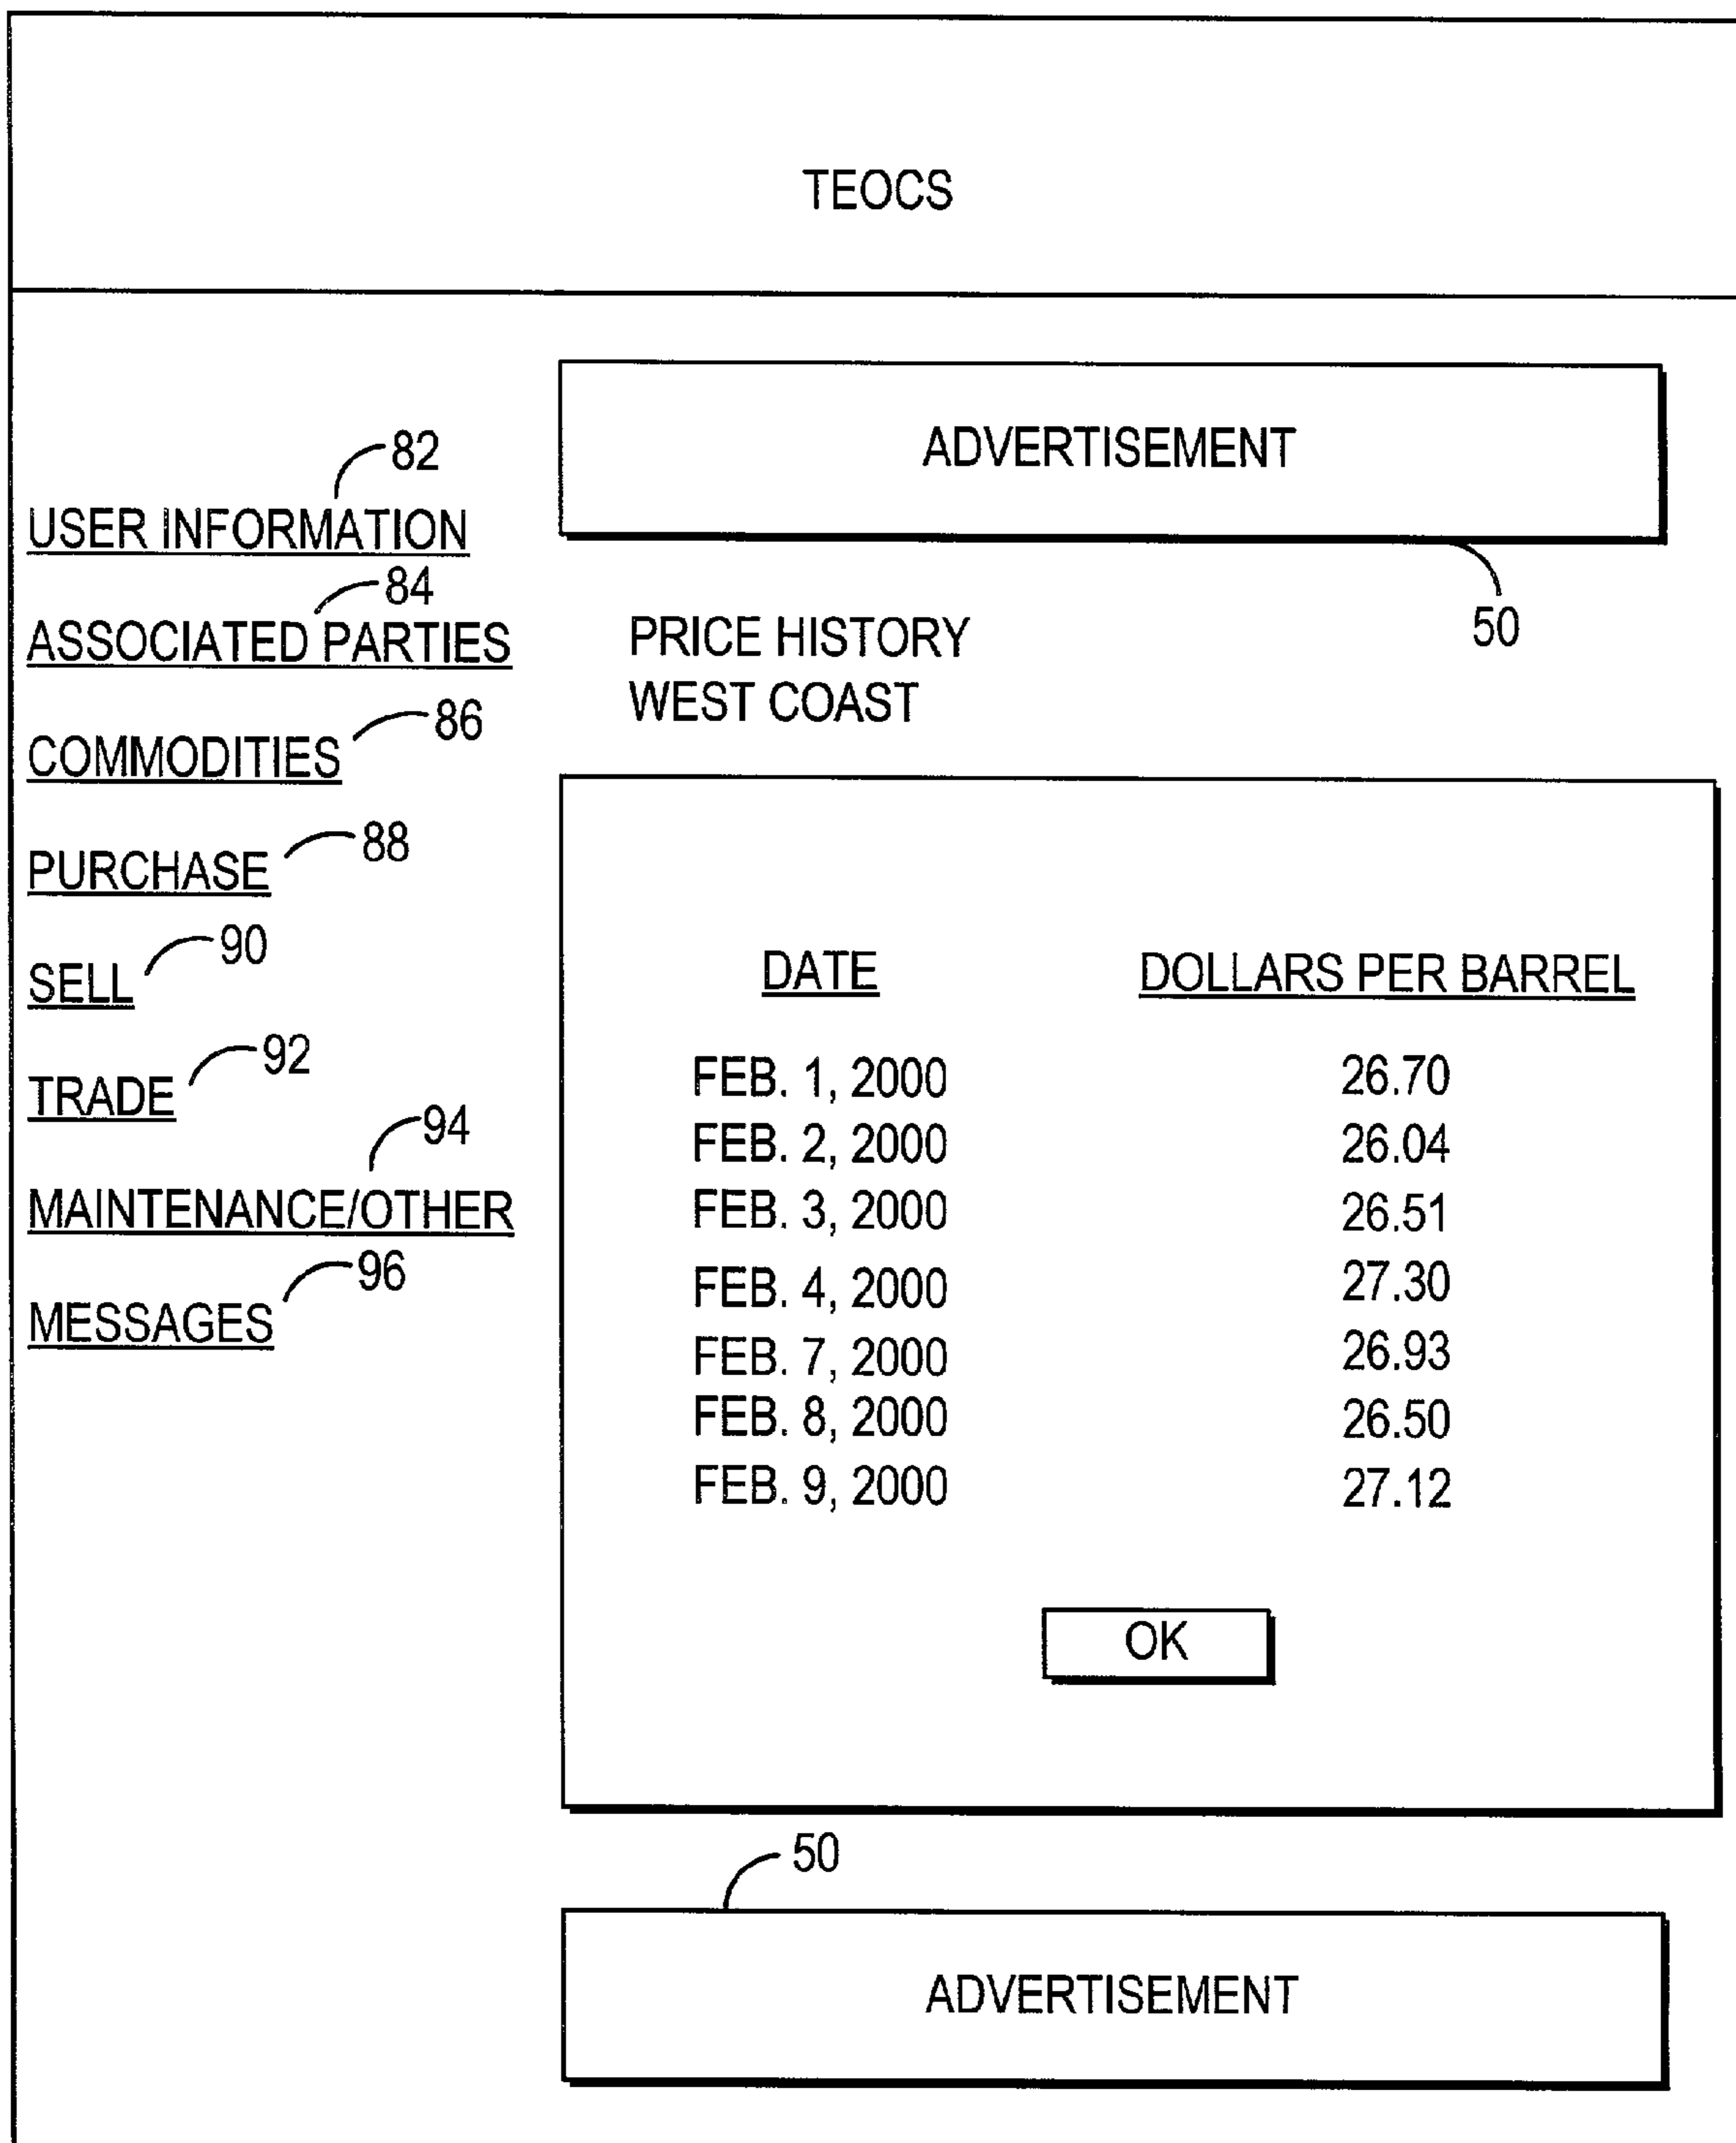 TEOCS
ADVERTISEMENT
50
82
USER INFORMATION
84
ASSOCIATED PARTIES
86
COMMODITIES
88
PURCHASE
90
SELL
92
TRADE
94
MAINTENANCE/OTHER
96
MESSAGES
PRICE HISTORY
WEST COAST
DATE DOLLARS PER BARREL
FEB. 1, 2000 26.70
FEB. 2, 2000 26.04
FEB. 3, 2000 26.51
FEB. 4, 2000 27.30
FEB. 7, 2000 26.93
FEB. 8, 2000 26.50
FEB. 9, 2000 27.12
OK
50
ADVERTISEMENT